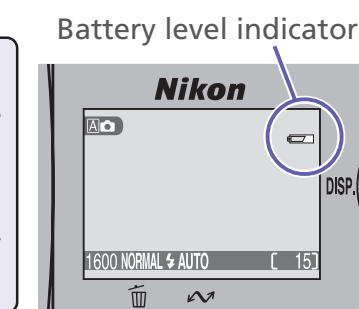 Battery level indicator
Nikon
A
DISP.
1600 NORMAL AUTO [ 15]